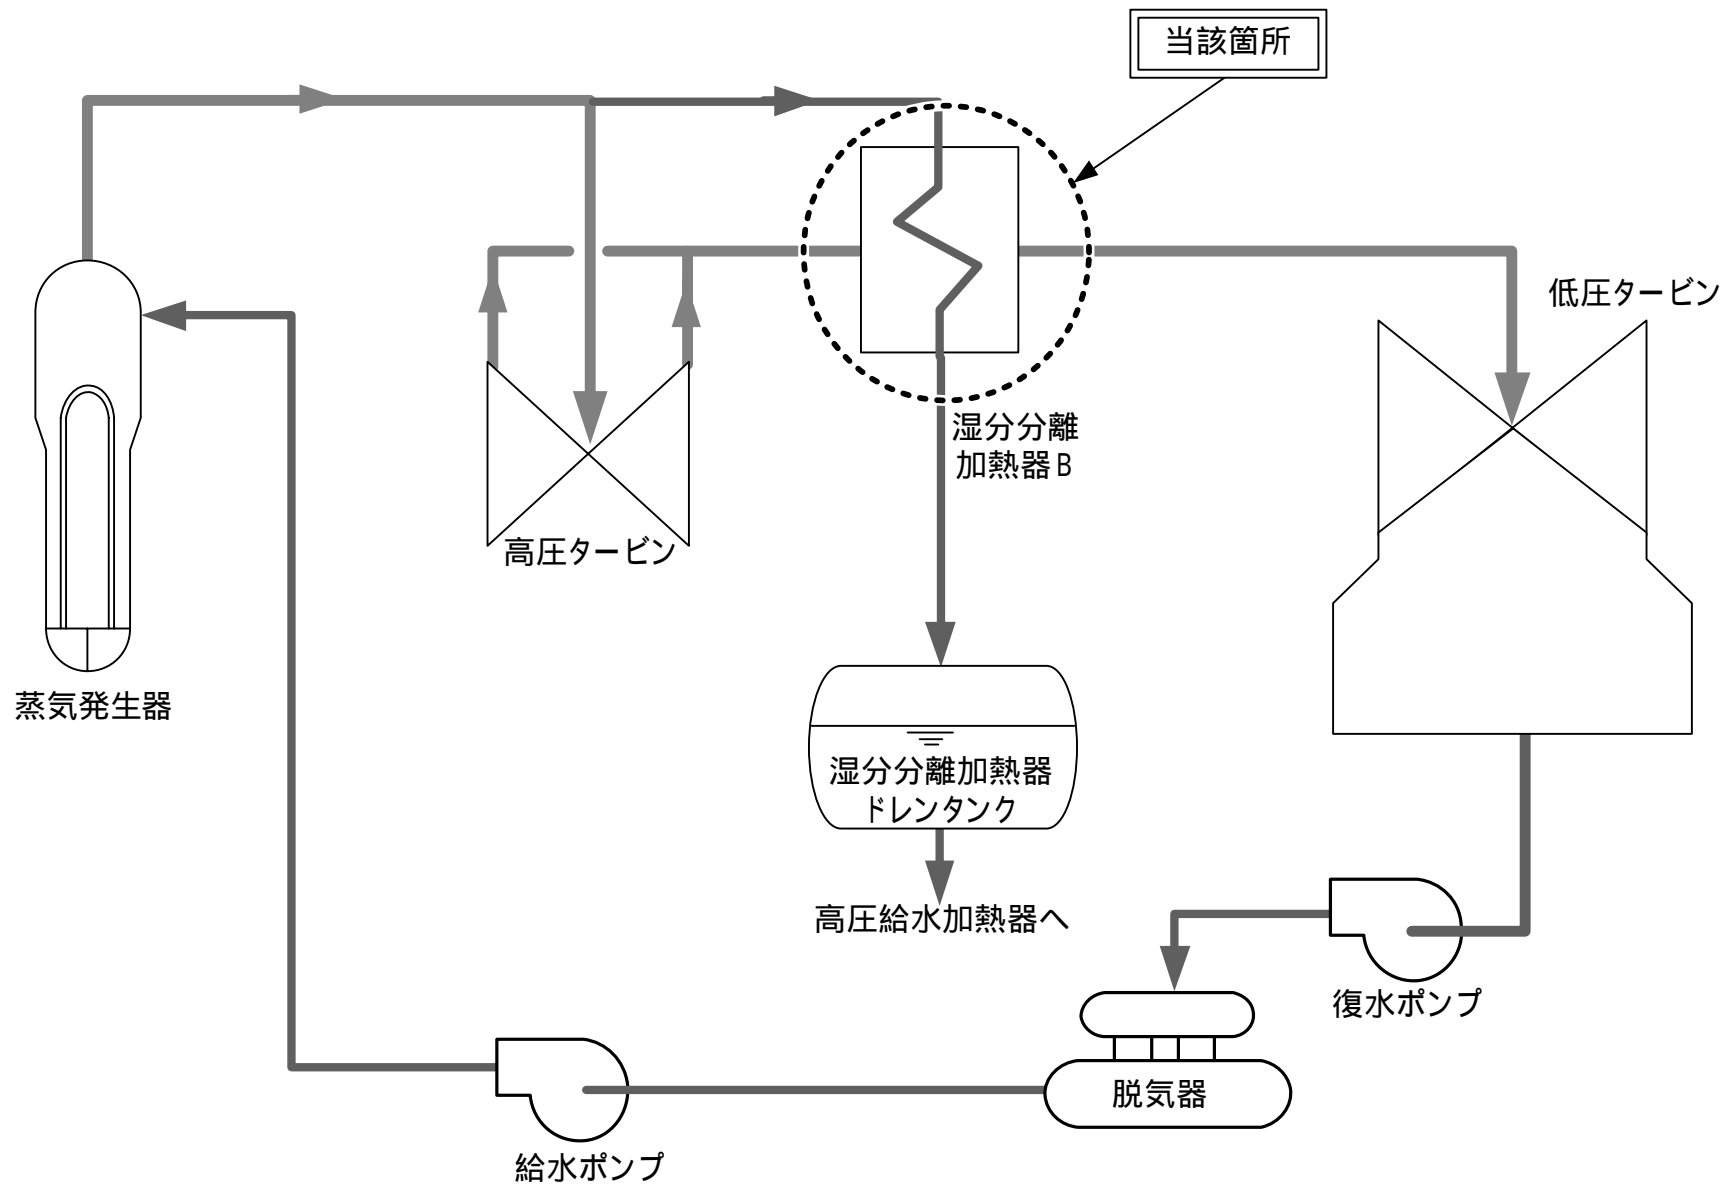 当該箇所
低圧タービン
湿分分離
加熱器B
高圧タービン
蒸気発生器
湿分分離加熱器
ドレンタンク
高圧給水加熱器へ
復水ポンプ
脱気器
給水ポンプ